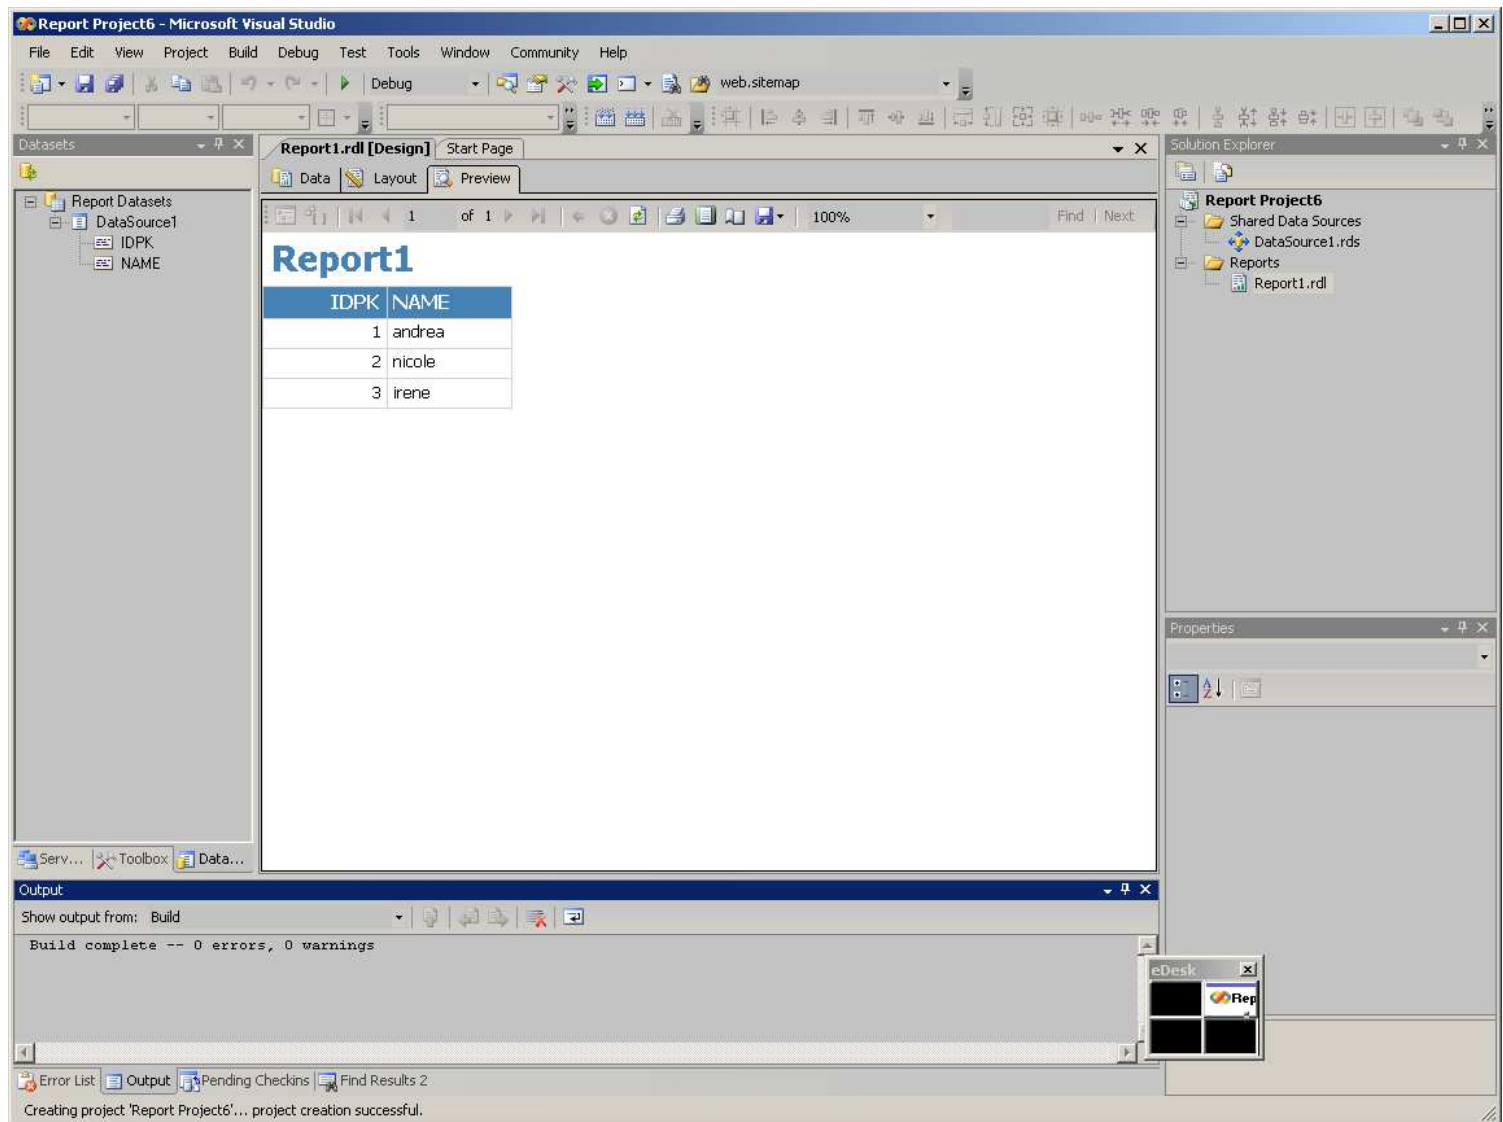 Report Project6 - Microsoft Visual Studio
File Edit View Project Build Debug Test Tools Window Community Help
Debug web.sitemap
Datasets
Report Datasets
DataSource1
IDPK
NAME
Serv... Toolbox Data...
Report1.rdl [Design] Start Page
Data Layout Preview
1 of 1 100% Find | Next
Report1
IDPK NAME
1 andrea
2 nicole
3 irene
Solution Explorer
Report Project6
Shared Data Sources
DataSource1.rds
Reports
Report1.rdl
Properties
Output
Show output from: Build
Build complete -- 0 errors, 0 warnings
eDesk
Rep
Error List Output Pending Checkins Find Results 2
Creating project 'Report Project6'... project creation successful.